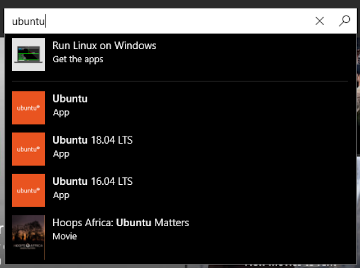 ubuntu
Run Linux on Windows
Get the apps
ubuntu
Ubuntu
App
ubuntu
Ubuntu 18.04 LTS
App
ubuntu
Ubuntu 16.04 LTS
App
Hoops Africa: Ubuntu Matters
Movie